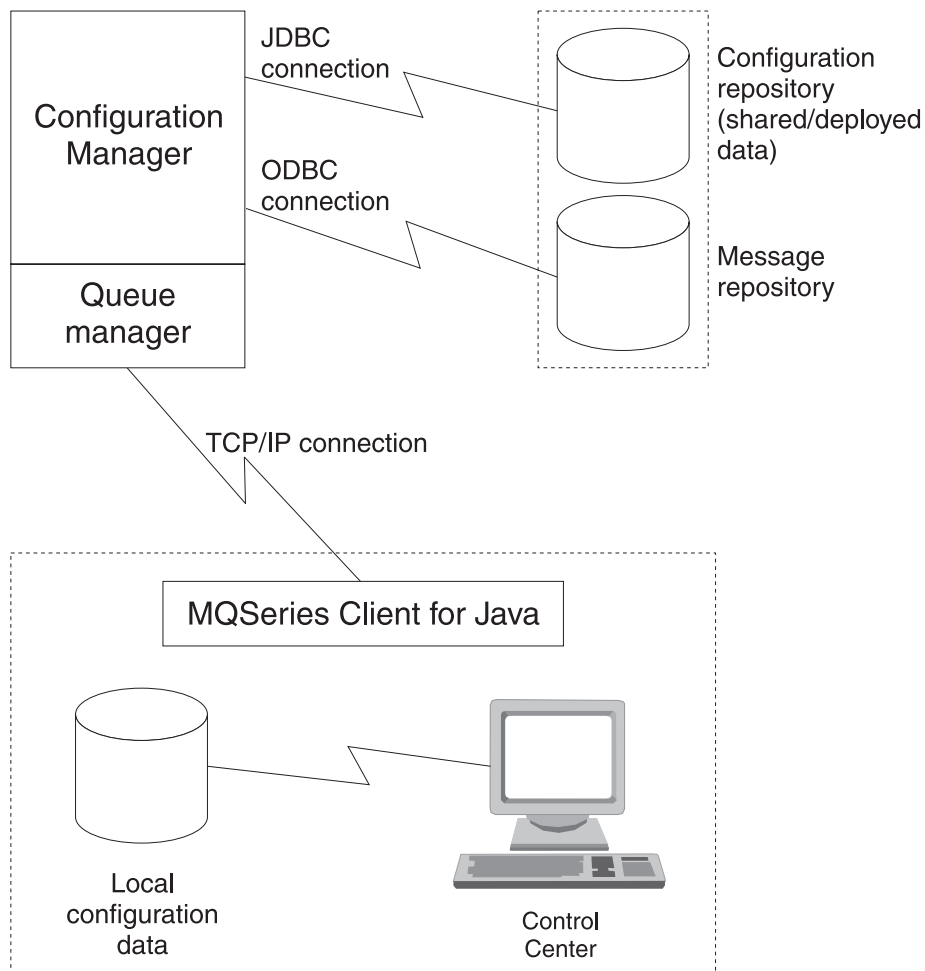 JDBC
connection
Configuration
Manager
ODBC
connection
Configuration
repository
(shared/deployed
data)
Message
repository
Queue
manager
TCP/IP connection
MQSeries Client for Java
Local
configuration
data
Control
Center